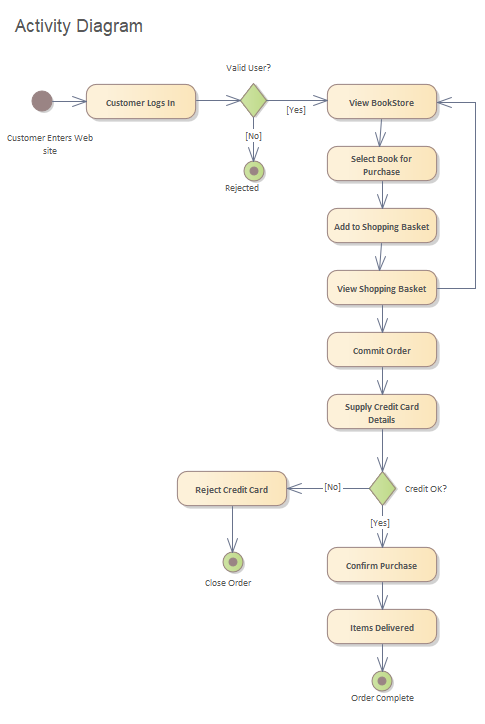 Activity Diagram
Valid User?
Customer Logs In
[Yes]
View BookStore
Customer Enters Web
site
[No]
Rejected
Select Book for
Purchase
Add to Shopping Basket
View Shopping Basket
Commit Order
Supply Credit Card
Details
Reject Credit Card
[No]
Credit OK?
[Yes]
Close Order
Confirm Purchase
Items Delivered
Order Complete